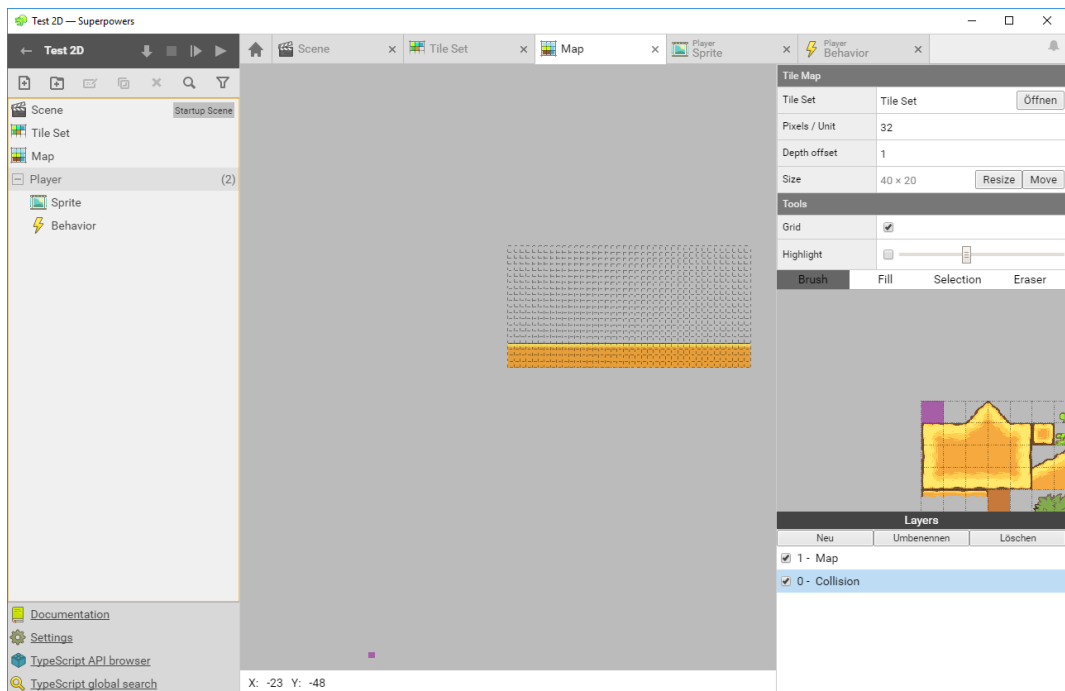 Test 2D — Superpowers
Test 2D
Scene
Tile Set
Map
Player
Sprite
Player
Behavior
Scene
Startup Scene
Tile Set
Map
Player
(2)
Sprite
Behavior
Documentation
Settings
TypeScript API browser
TypeScript global search
X: -23 Y: -48
Tile Map
Tile Set
Tile Set
Öffnen
Pixels / Unit
32
Depth offset
1
Size
40 × 20
Resize
Move
Tools
Grid
Highlight
Brush
Fill
Selection
Eraser
Layers
Neu
Umbenennen
Löschen
1 - Map
0 - Collision